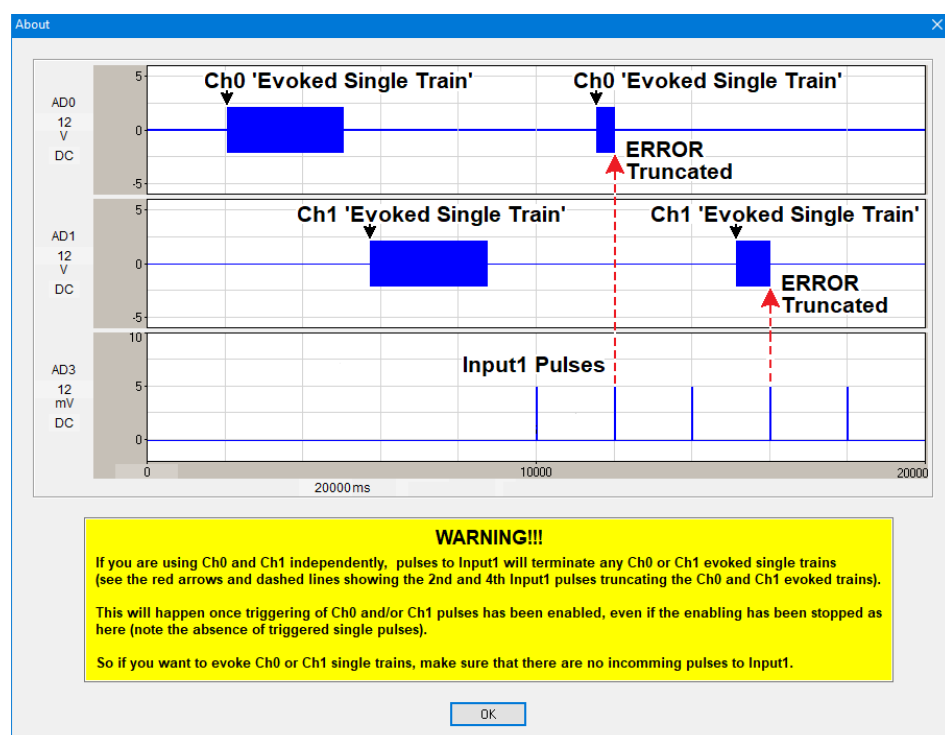 About
5
Ch0 'Evoked Single Train'
Ch0 'Evoked Single Train'
AD0
12
V
DC
0
ERROR
Truncated
-5
5
Ch1 'Evoked Single Train'
Ch1 'Evoked Single Train'
AD1
12
V
DC
0
ERROR
Truncated
-5
10
Input1 Pulses
AD3
12
mV
DC
5
0
0
10000
20000
20000ms
WARNING!!!
If you are using Ch0 and Ch1 independently, pulses to Input1 will terminate any Ch0 or Ch1 evoked single trains
(see the red arrows and dashed lines showing the 2nd and 4th Input1 pulses truncating the Ch0 and Ch1 evoked trains).
This will happen once triggering of Ch0 and/or Ch1 pulses has been enabled, even if the enabling has been stopped as
here (note the absence of triggered single pulses).
So if you want to evoke Ch0 or Ch1 single trains, make sure that there are no incomming pulses to Input1.
OK